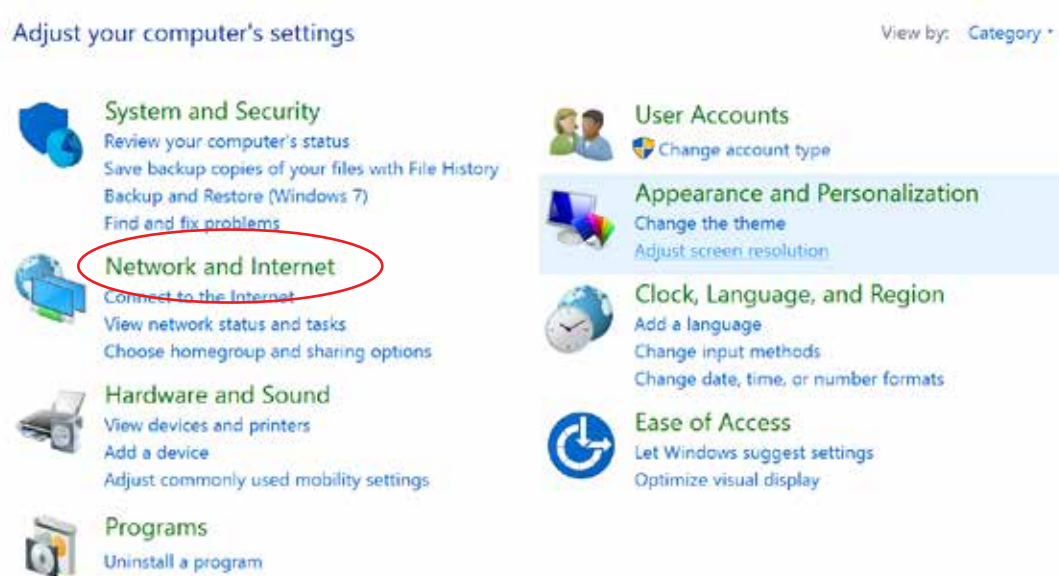 Adjust your computer's settings
View by: Category
System and Security
Review your computer's status
Save backup copies of your files with File History
Backup and Restore (Windows 7)
Find and fix problems
Network and Internet
Connect to the Internet
View network status and tasks
Choose homegroup and sharing options
Hardware and Sound
View devices and printers
Add a device
Adjust commonly used mobility settings
Programs
Uninstall a program
User Accounts
Change account type
Appearance and Personalization
Change the theme
Adjust screen resolution
Clock, Language, and Region
Add a language
Change input methods
Change date, time, or number formats
Ease of Access
Let Windows suggest settings
Optimize visual display